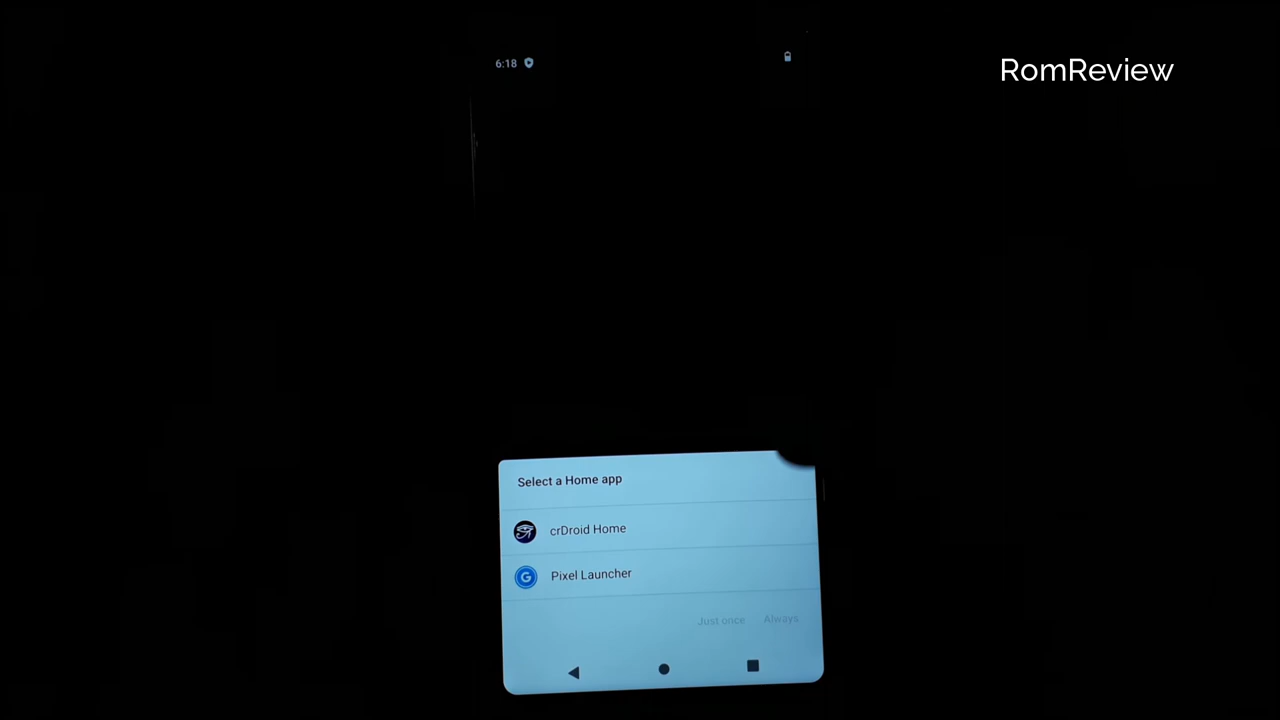 6:18
RomReview
Select a Home app
crDroid Home
G
Pixel Launcher
Just once
Always